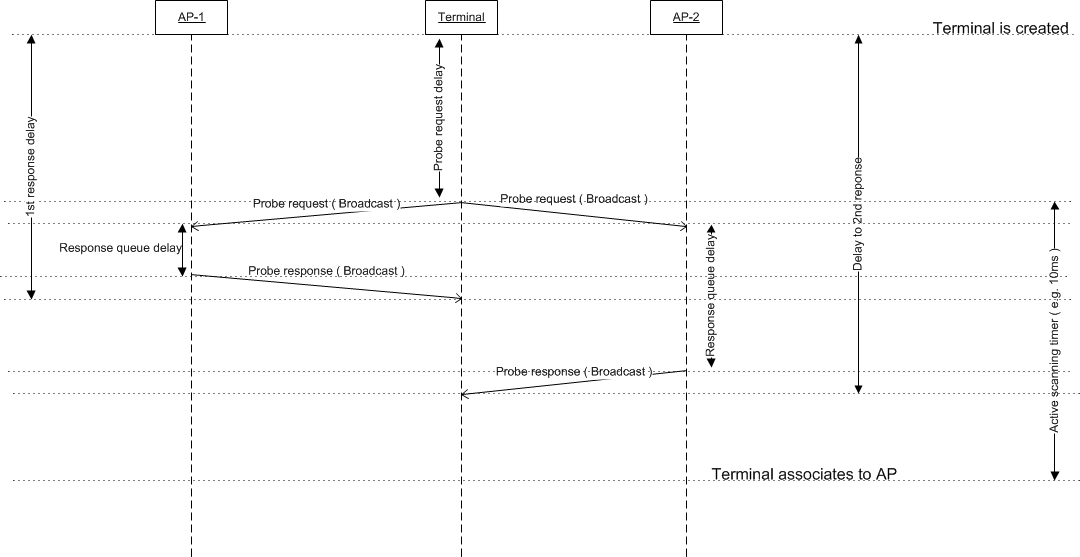 AP-1
Terminal
AP-2
Terminal is created
Probe request delay
1st response delay
Delay to 2nd reponse
Probe request ( Broadcast )
Probe request ( Broadcast )
Response queue delay
Response queue delay
Probe response ( Broadcast )
Active scanning timer ( e.g. 10ms )
Probe response ( Broadcast )
Terminal associates to AP